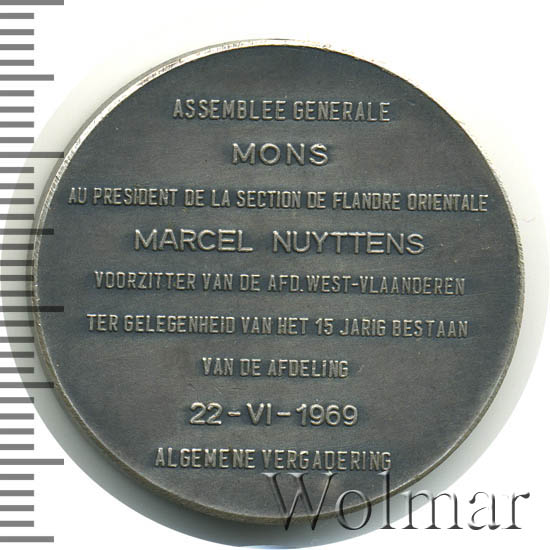 ASSEMBLEE GENERALE
MONS
AU PRESIDENT DE LA SECTION DE FLANDRE ORIENTALE
MARCEL NUYTTENS
VOORZITTER VAN DE AFD. WEST-VLAANDEREN
TER GELEGENHEID VAN HET 15 JARIG BESTAAN
VAN DE AFDELING
22-VI-1969
ALGEMENE VERGADERING
Wolmar